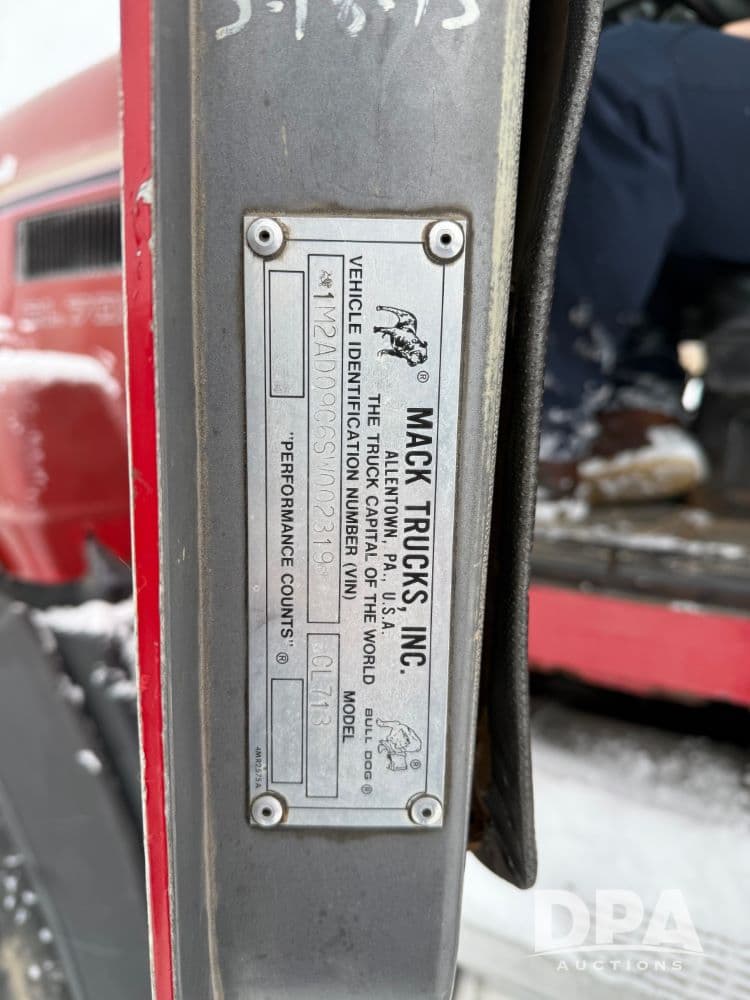 MACK TRUCKS, INC.
ALLENTOWN, PA., U.S.A.
THE TRUCK CAPITAL OF THE WORLD
BULL DOG ®
VEHICLE IDENTIFICATION NUMBER (VIN)
MODEL
1M2AD09C6SW002319
CL713
"PERFORMANCE COUNTS" ®
4MR2575A
DPA
AUCTIONS